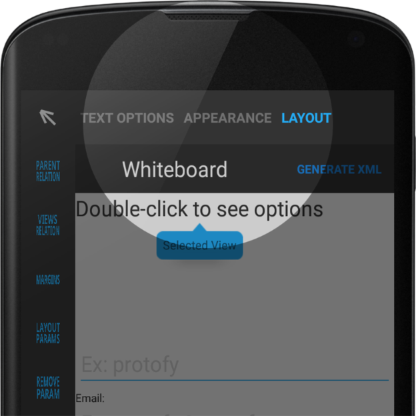 TEXT OPTIONS APPEARANCE LAYOUT
PARENT
RELATION
Whiteboard
GENERATE XML
Double-click to see options
VIEWS
RELATION
Selected View
MARGINS
LAYOUT
PARAMS
Ex: protofy
REMOVE
PARAM
Email: